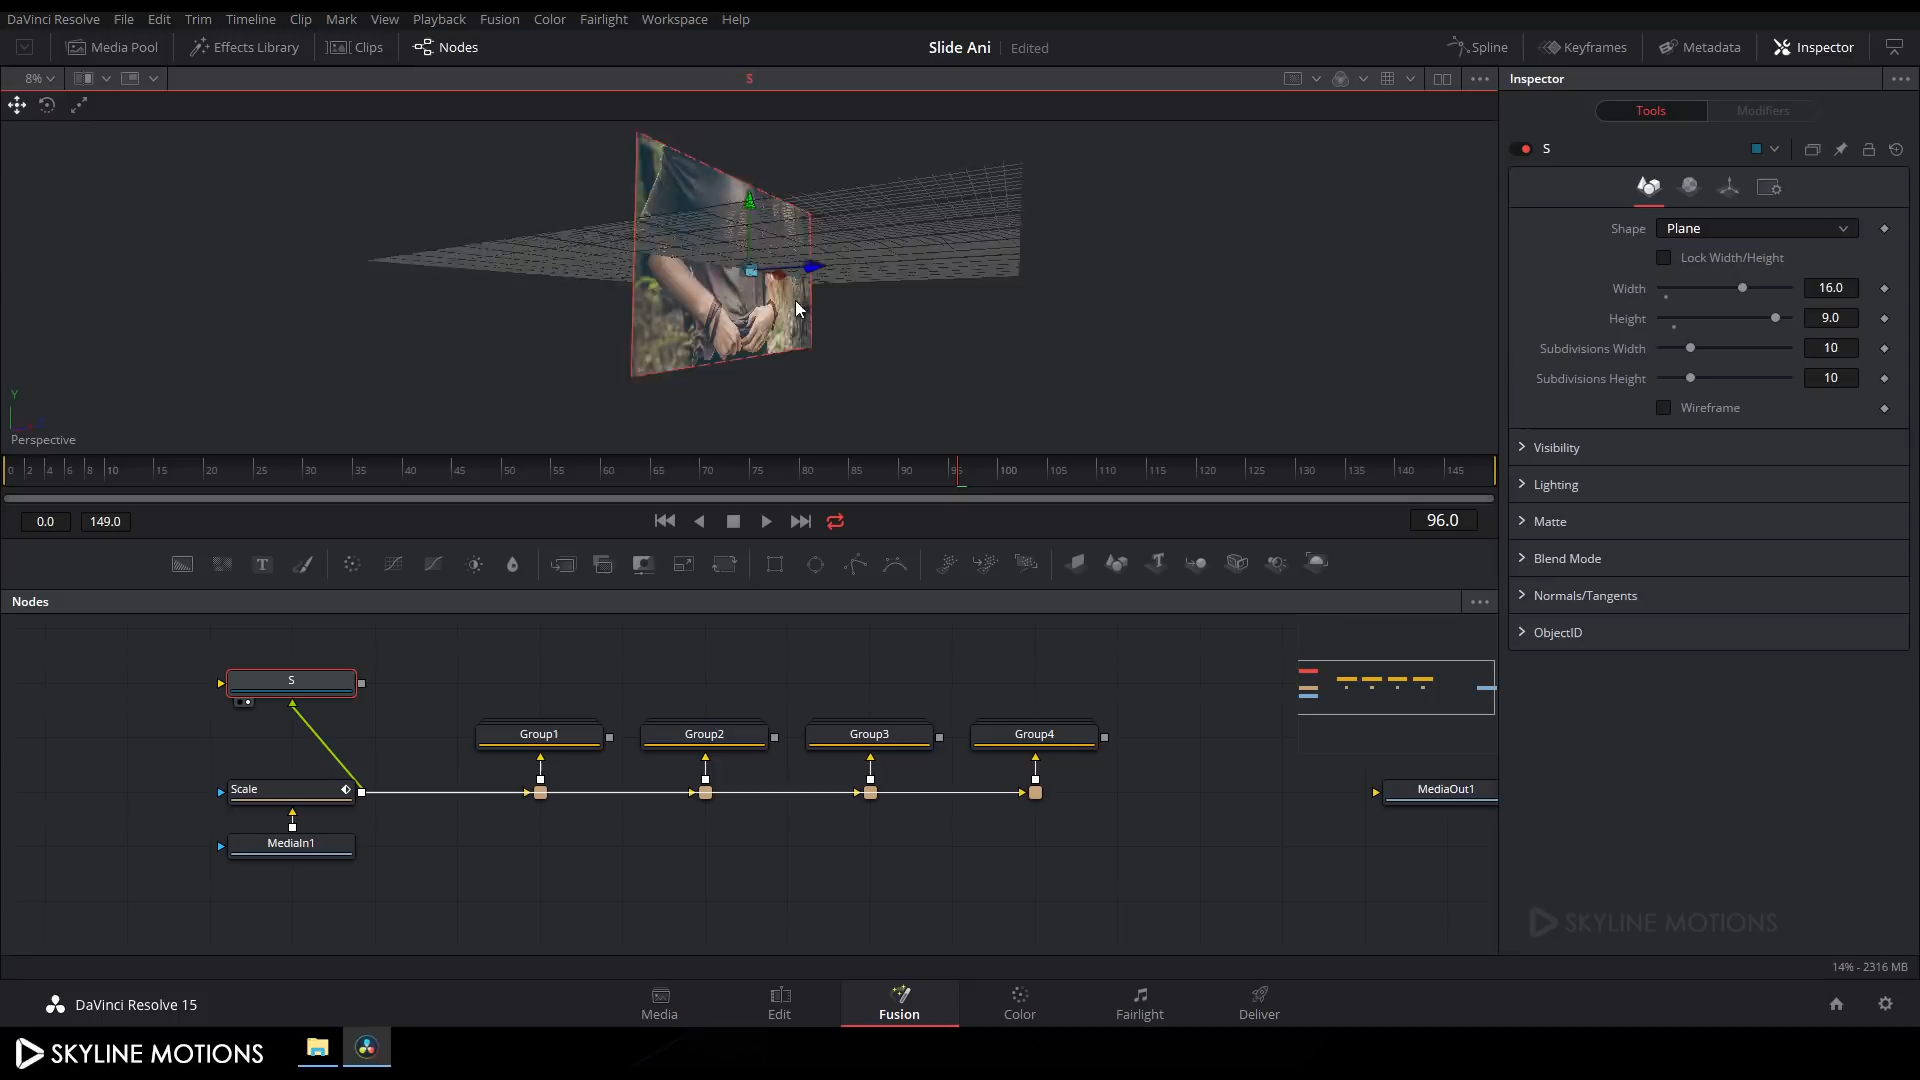 DaVinci Resolve File Edit Trim Timeline Clip Mark View Playback Fusion Color Fairlight Workspace Help
Media Pool Effects Library Clips Nodes Slide Ani Edited Spline Keyframes Metadata Inspector
8% S Inspector
Tools Modifiers
S
Shape Plane
Lock Width/Height
Width 16.0
Height 9.0
Subdivisions Width 10
Subdivisions Height 10
Wireframe
Y
Perspective
Visibility
0 2 4 6 8 10 15 20 25 30 35 40 45 50 55 60 65 70 75 80 85 90 95 100 105 110 115 120 125 130 135 140 145
Lighting
0.0 149.0 96.0
Matte
Blend Mode
Nodes
Normals/Tangents
ObjectID
S
Group1 Group2 Group3 Group4
Scale MediaOut1
MediaIn1
SKYLINE MOTIONS
14% - 2316 MB
DaVinci Resolve 15
Media Edit Fusion Color Fairlight Deliver
SKYLINE MOTIONS